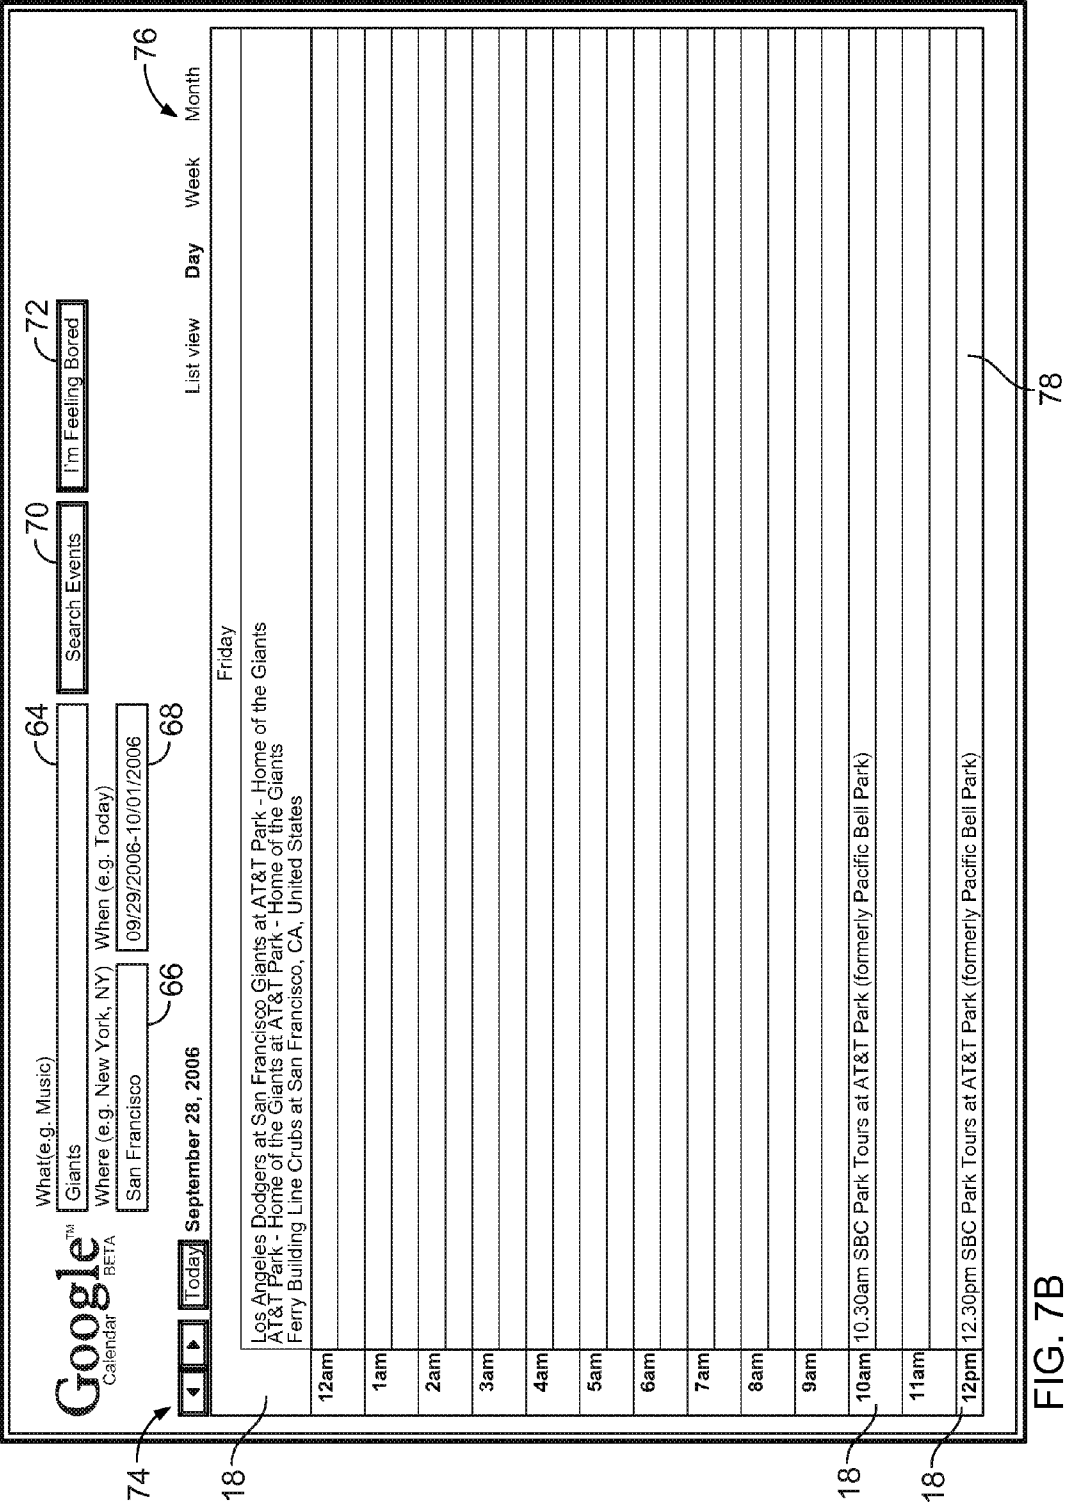 Google™
Calendar BETA
What(e.g. Music)
64
Giants
Search Events
70
I'm Feeling Bored
72
Where (e.g. New York, NY)
When (e.g. Today)
San Francisco
66
09/29/2006-10/01/2006
68
74
Today
September 28, 2006
List view
Day
Week
Month
76
Friday
18
Los Angeles Dodgers at San Francisco Giants at AT&T Park - Home of the Giants
AT&T Park - Home of the Giants at AT&T Park - Home of the Giants
Ferry Building Line Crubs at San Francisco, CA, United States
12am
1am
2am
3am
4am
5am
6am
7am
8am
9am
18
10am
10.30am SBC Park Tours at AT&T Park (formerly Pacific Bell Park)
11am
18
12pm
12.30pm SBC Park Tours at AT&T Park (formerly Pacific Bell Park)
78
FIG. 7B